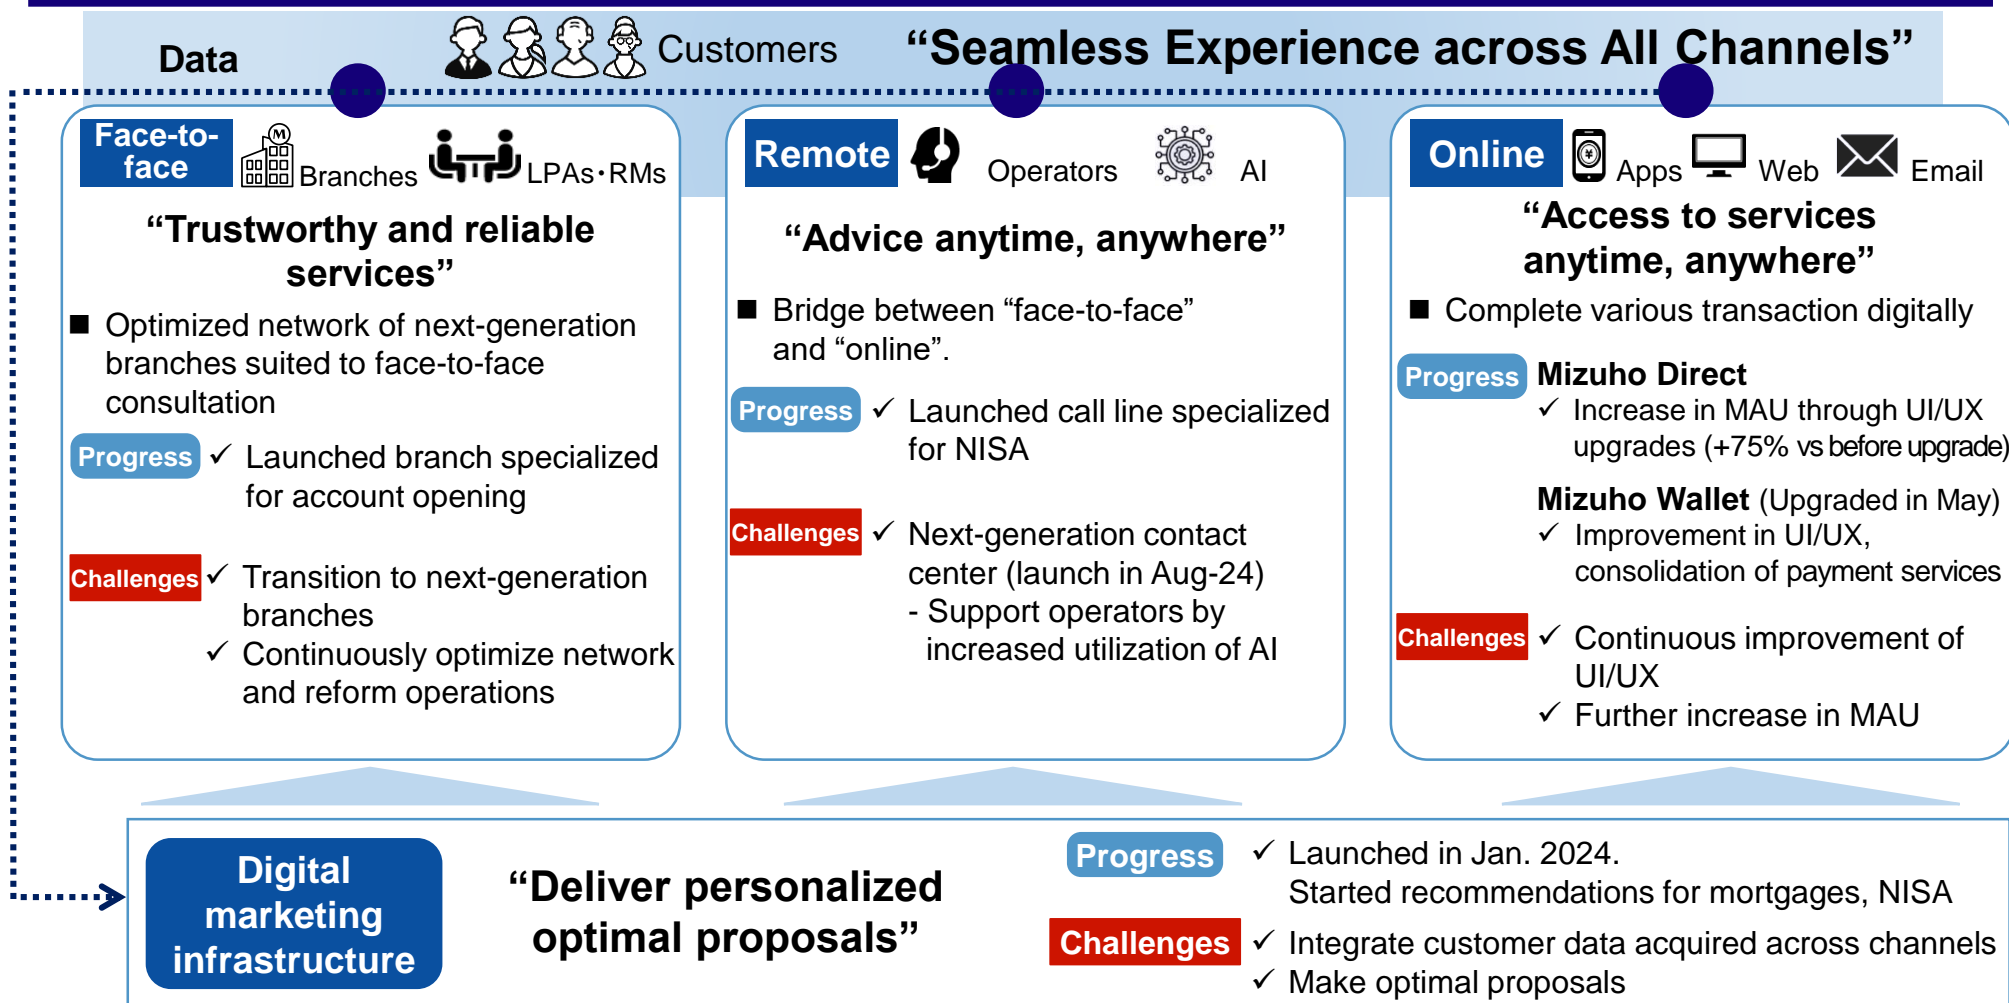 Data
Customers
“Seamless Experience across All Channels”
Face-to-
face
M
Branches
LPAs・RMs
“Trustworthy and reliable
services”
■ Optimized network of next-generation
branches suited to face-to-face
consultation
Progress ✓ Launched branch specialized
for account opening
Challenges ✓ Transition to next-generation
branches
✓ Continuously optimize network
and reform operations
Remote
Operators
AI
“Advice anytime, anywhere”
■ Bridge between “face-to-face”
and “online”.
Progress ✓ Launched call line specialized
for NISA
Challenges ✓ Next-generation contact
center (launch in Aug-24)
- Support operators by
increased utilization of AI
Online
¥
Apps
Web
Email
“Access to services
anytime, anywhere”
■ Complete various transaction digitally
Progress Mizuho Direct
✓ Increase in MAU through UI/UX
upgrades (+75% vs before upgrade)
Mizuho Wallet (Upgraded in May)
✓ Improvement in UI/UX,
consolidation of payment services
Challenges ✓ Continuous improvement of
UI/UX
✓ Further increase in MAU
Digital
marketing
infrastructure
“Deliver personalized
optimal proposals”
Progress ✓ Launched in Jan. 2024.
Started recommendations for mortgages, NISA
Challenges ✓ Integrate customer data acquired across channels
✓ Make optimal proposals